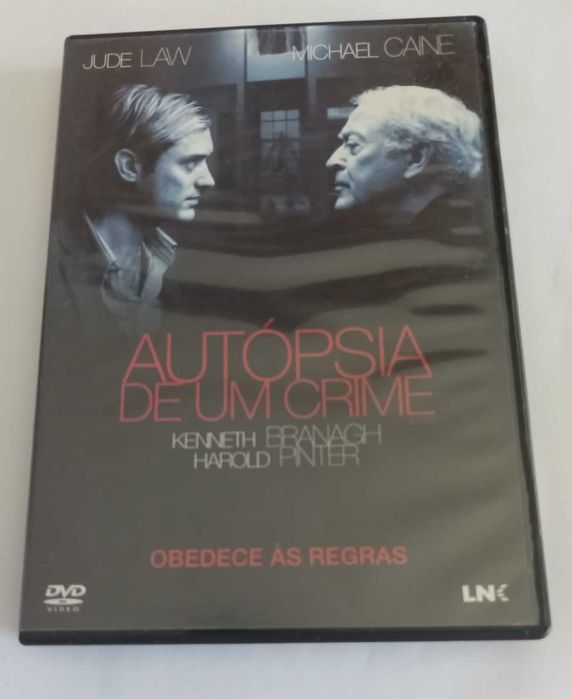 JUDE LAW MICHAEL CAINE
AUTÓPSIA
DE UM CRIME
KENNETH BRANAGH
HAROLD PINTER
OBEDECE ÀS REGRAS
DVD
VIDEO
LNK